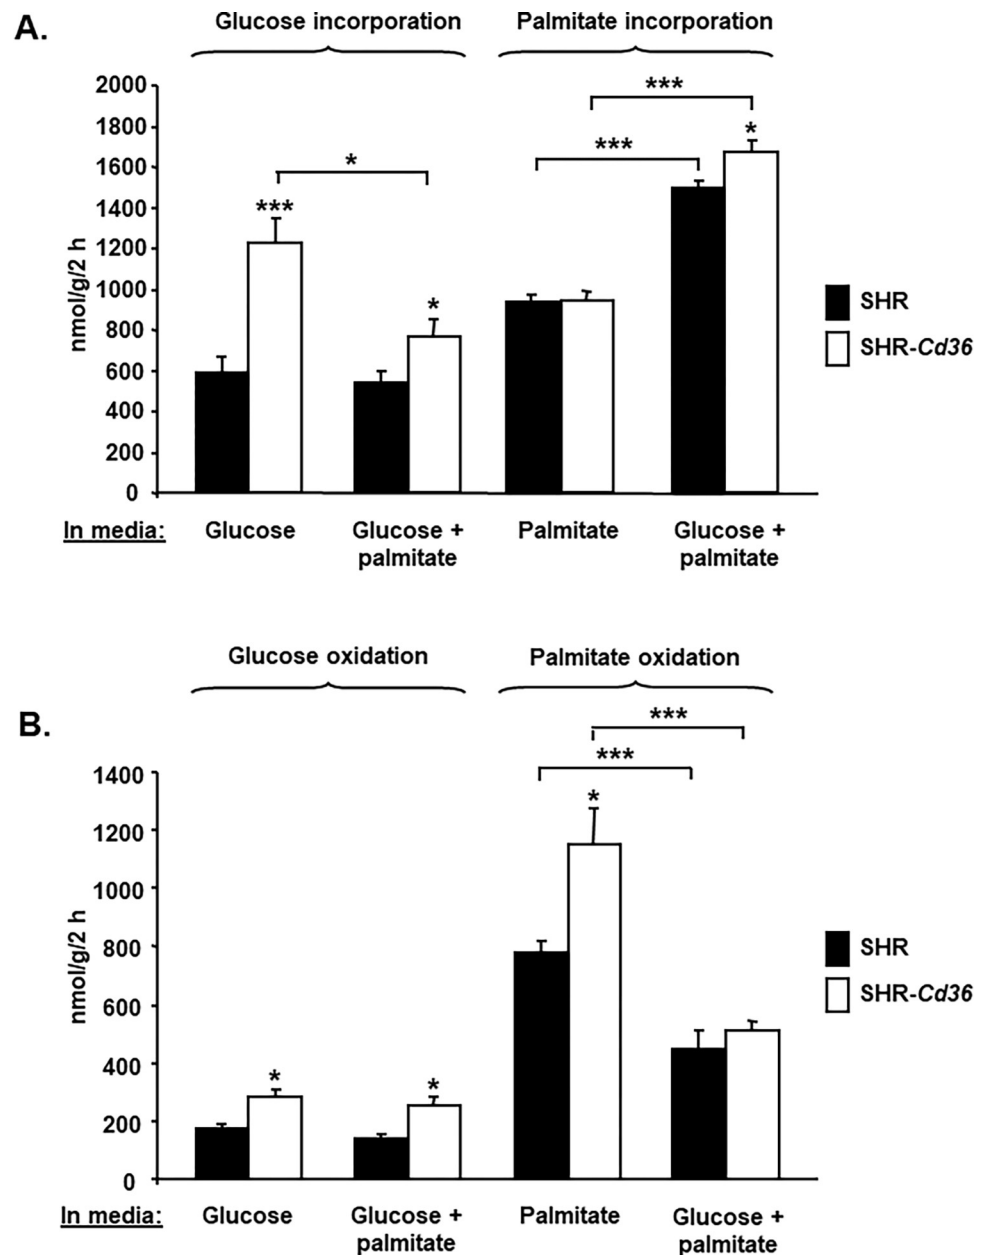 A.
Glucose incorporation
Palmitate incorporation
2000
1800
1600
1400
1200
1000
800
600
400
200
0
nmol/g/2 h
***
*
*
***
***
*
SHR
SHR-Cd36
In media:
Glucose
Glucose +
palmitate
Palmitate
Glucose +
palmitate
B.
Glucose oxidation
Palmitate oxidation
1400
1200
1000
800
600
400
200
0
nmol/g/2 h
*
*
***
***
*
SHR
SHR-Cd36
In media:
Glucose
Glucose +
palmitate
Palmitate
Glucose +
palmitate